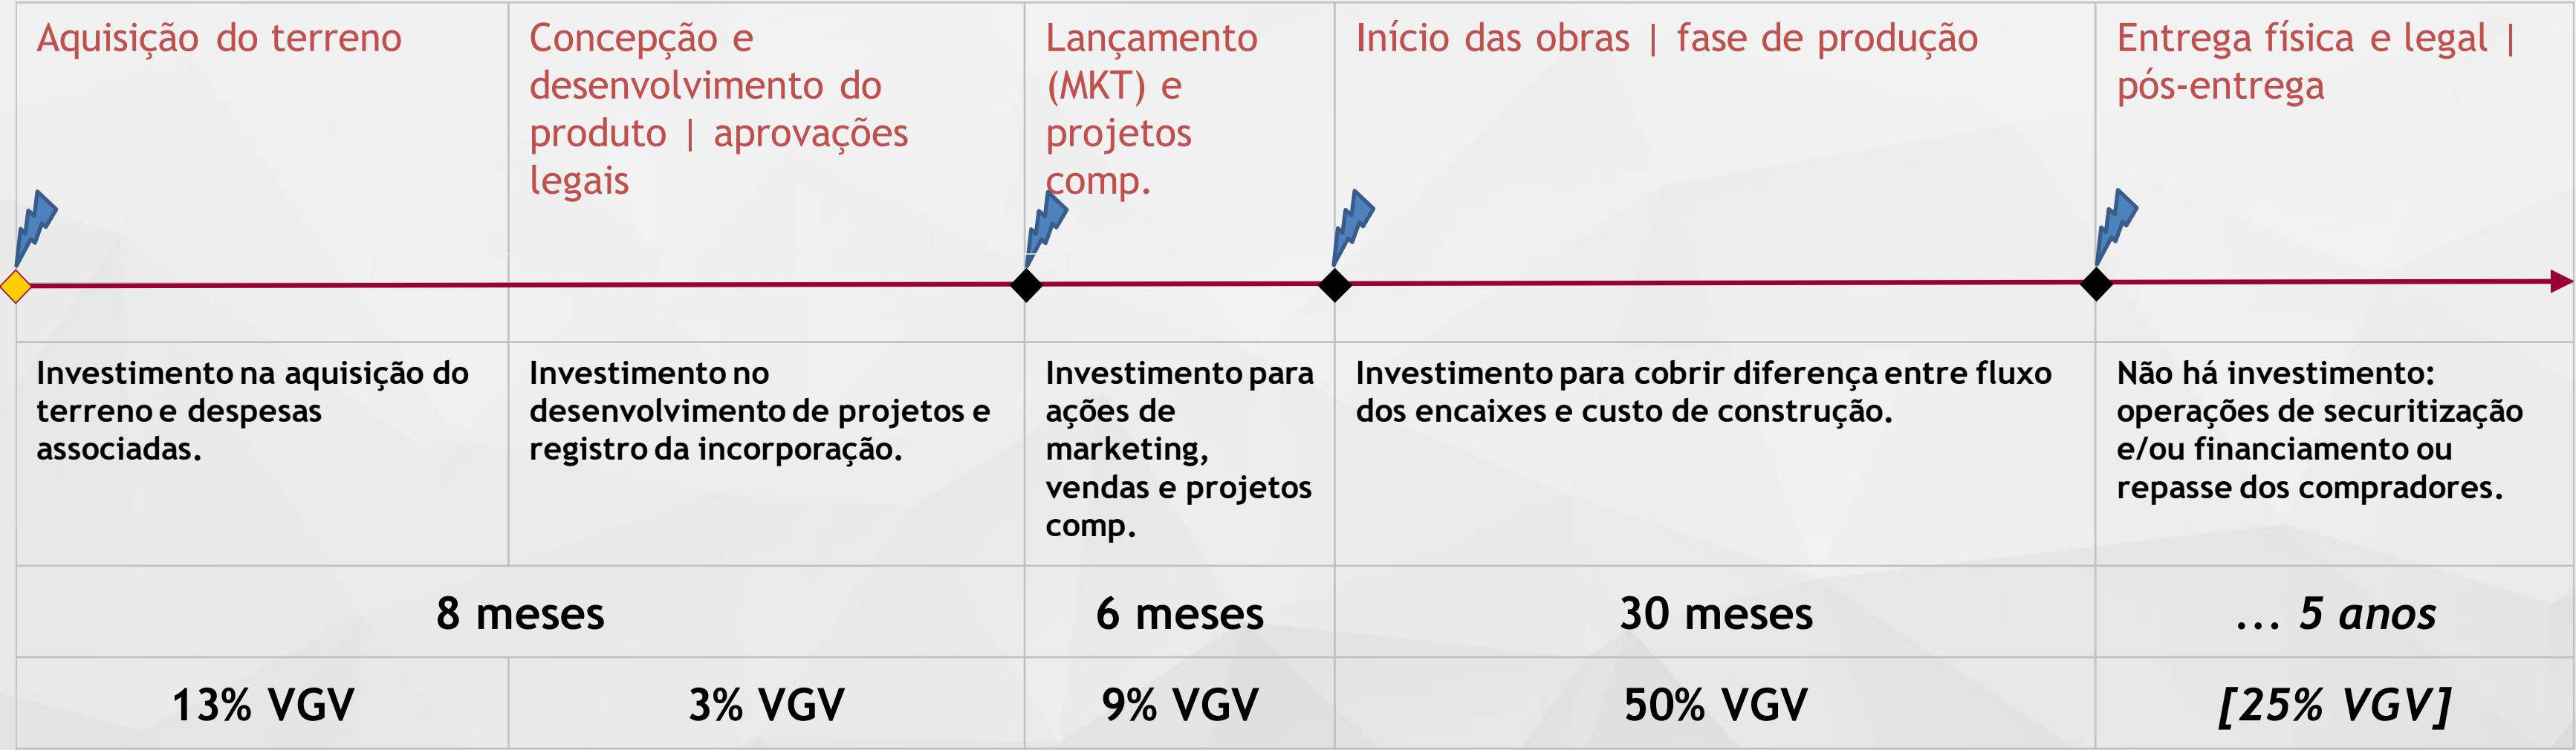 Aquisição do terreno
Concepção e
desenvolvimento do
produto | aprovações
legais
Lançamento
(MKT) e
projetos
comp.
Início das obras | fase de produção
Entrega física e legal |
pós-entrega
Investimento na aquisição do
terreno e despesas
associadas.
Investimento no
desenvolvimento de projetos e
registro da incorporação.
Investimento para
ações de
marketing,
vendas e projetos
comp.
Investimento para cobrir diferença entre fluxo
dos encaixes e custo de construção.
Não há investimento:
operações de securitização
e/ou financiamento ou
repasse dos compradores.
8 meses
6 meses
30 meses
... 5 anos
13% VGV
3% VGV
9% VGV
50% VGV
[25% VGV]